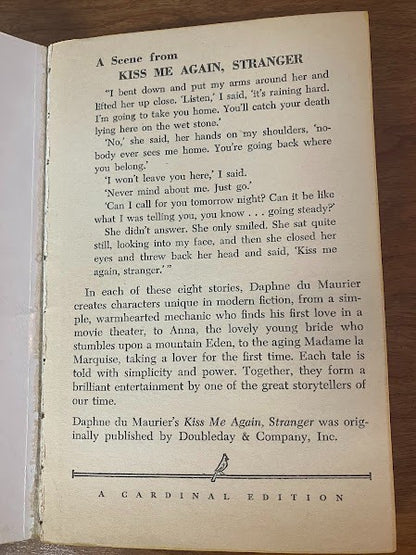 A Scene from
KISS ME AGAIN, STRANGER
"I bent down and put my arms around her and
lifted her up close. 'Listen,' I said, 'it's raining hard.
I'm going to take you home. You'll catch your death
lying here on the wet stone.'
'No,' she said, her hands on my shoulders, 'no-
body ever sees me home. You're going back where
you belong.'
'I won't leave you here,' I said.
'Never mind about me. Just go.'
'Can I call for you tomorrow night? Can it be like
what I was telling you, you know . . . going steady?'
She didn't answer. She only smiled. She sat quite
still, looking into my face, and then she closed her
eyes and threw back her head and said, 'Kiss me
again, stranger.' "
In each of these eight stories, Daphne du Maurier
creates characters unique in modern fiction, from a sim-
ple, warmhearted mechanic who finds his first love in a
movie theater, to Anna, the lovely young bride who
stumbles upon a mountain Eden, to the aging Madame la
Marquise, taking a lover for the first time. Each tale is
told with simplicity and power. Together, they form a
brilliant entertainment by one of the great storytellers of
our time.
Daphne du Maurier's Kiss Me Again, Stranger was orig-
inally published by Doubleday & Company, Inc.
A CARDINAL EDITION